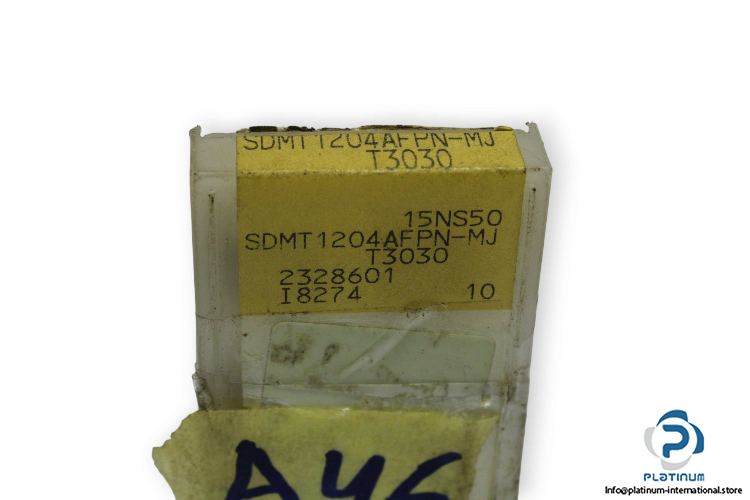 SDMT1204AFPN-MJ
T3030
15NS50
SDMT1204AFPN-MJ
T3030
2328601
I8274 10
A46
PLATINUM
Info@platinum-international.store